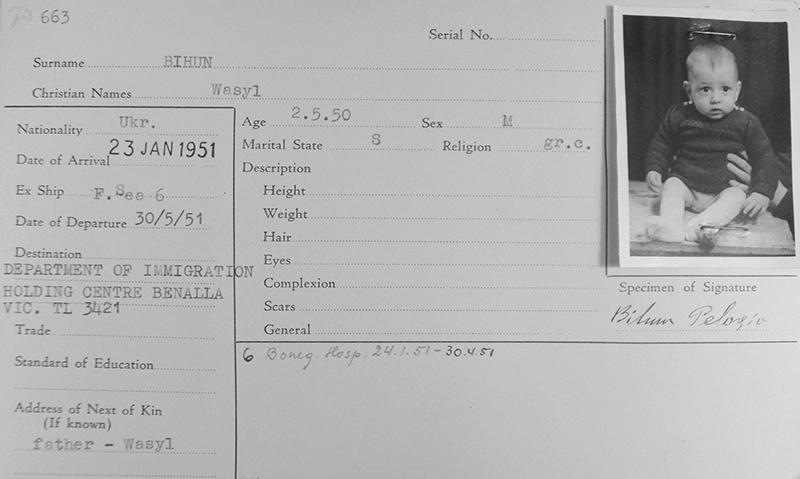 P 663
Serial No.
Surname BIHUN
Christian Names Wasyl
Nationality Ukr.
Date of Arrival 23 JAN 1951
Ex Ship F.Sea 6
Date of Departure 30/5/51
Destination
DEPARTMENT OF IMMIGRATION
HOLDING CENTRE BENALLA
VIC. TL 3421
Trade
Standard of Education
Address of Next of Kin
(If known)
father - Wasyl
Age 2.5.50 Sex M
Marital State S Religion gr.c.
Description
Height
Weight
Hair
Eyes
Complexion
Scars
General
6 Boneg. Hosp. 24.1.51-30.4.51
Specimen of Signature
Bihun Pelagia